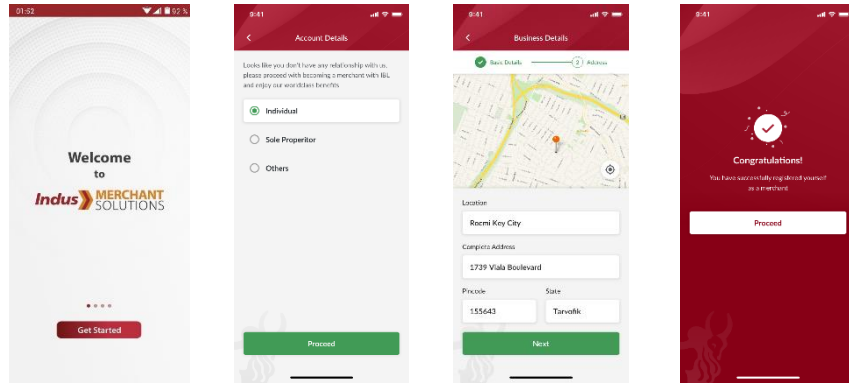 01:52
92 %
Welcome
to
Indus MERCHANT
SOLUTIONS
Get Started
9:41
Account Details
Looks like you don't have any relationship with us,
please proceed with becoming a merchant with IBL
and enjoy our worldclass benefits
Individual
Sole Properitor
Others
Proceed
9:41
Business Details
Basic Details
2 Address
Location
Rocmi Key City
Complete Address
1739 Viala Boulevard
Pincode
State
155643
Tarvofik
Next
9:41
Congratulations!
You have successfully registered yourself
as a merchant
Proceed